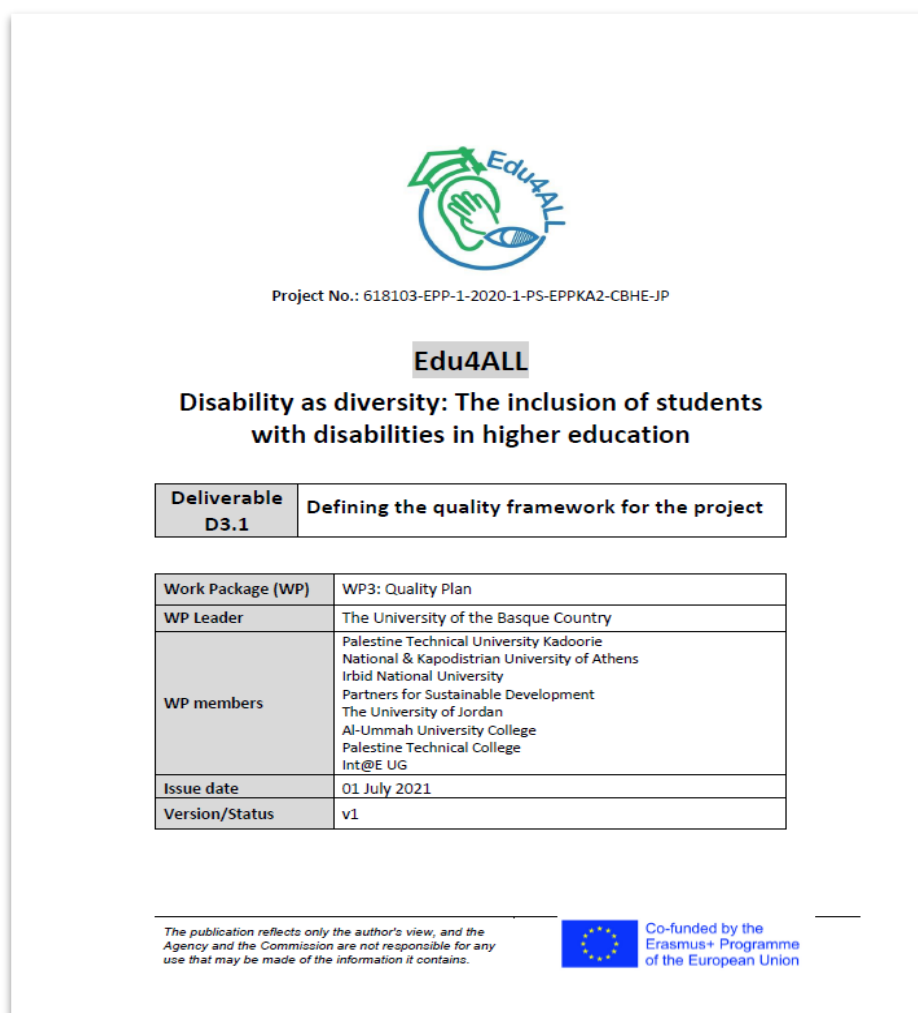 Edu4ALL
Project No.: 618103-EPP-1-2020-1-PS-EPPKA2-CBHE-JP
Edu4ALL
Disability as diversity: The inclusion of students
with disabilities in higher education
Deliverable
D3.1
Defining the quality framework for the project
Work Package (WP)
WP3: Quality Plan
WP Leader
The University of the Basque Country
WP members
Palestine Technical University Kadoorie
National & Kapodistrian University of Athens
Irbid National University
Partners for Sustainable Development
The University of Jordan
Al-Ummah University College
Palestine Technical College
Int@E UG
Issue date
01 July 2021
Version/Status
v1
The publication reflects only the author's view, and the
Agency and the Commission are not responsible for any
use that may be made of the information it contains.
Co-funded by the
Erasmus+ Programme
of the European Union